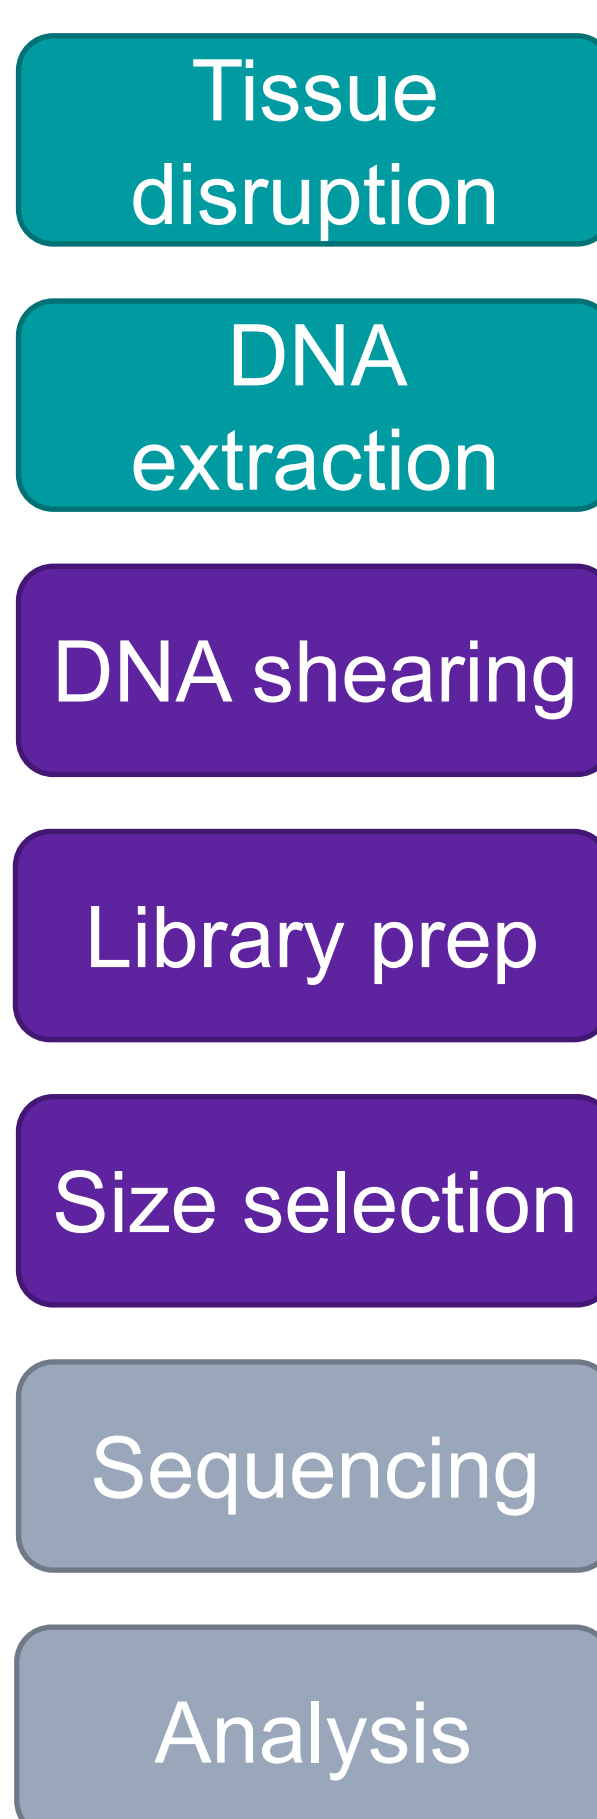 Tissue
disruption
DNA
extraction
DNA shearing
Library prep
Size selection
Sequencing
Analysis